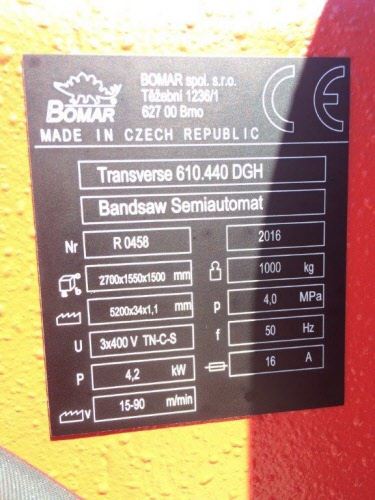 BOMAR
BOMAR spol. s.r.o.
Těžební 1236/1
627 00 Brno
CE
MADE IN CZECH REPUBLIC
Transverse 610.440 DGH
Bandsaw Semiautomat
Nr R 0458 2016
2700x1550x1500 mm 1000 kg
5200x34x1,1 mm p 4,0 MPa
U 3x400 V TN-C-S f 50 Hz
P 4,2 kW 16 A
V 15-90 m/min